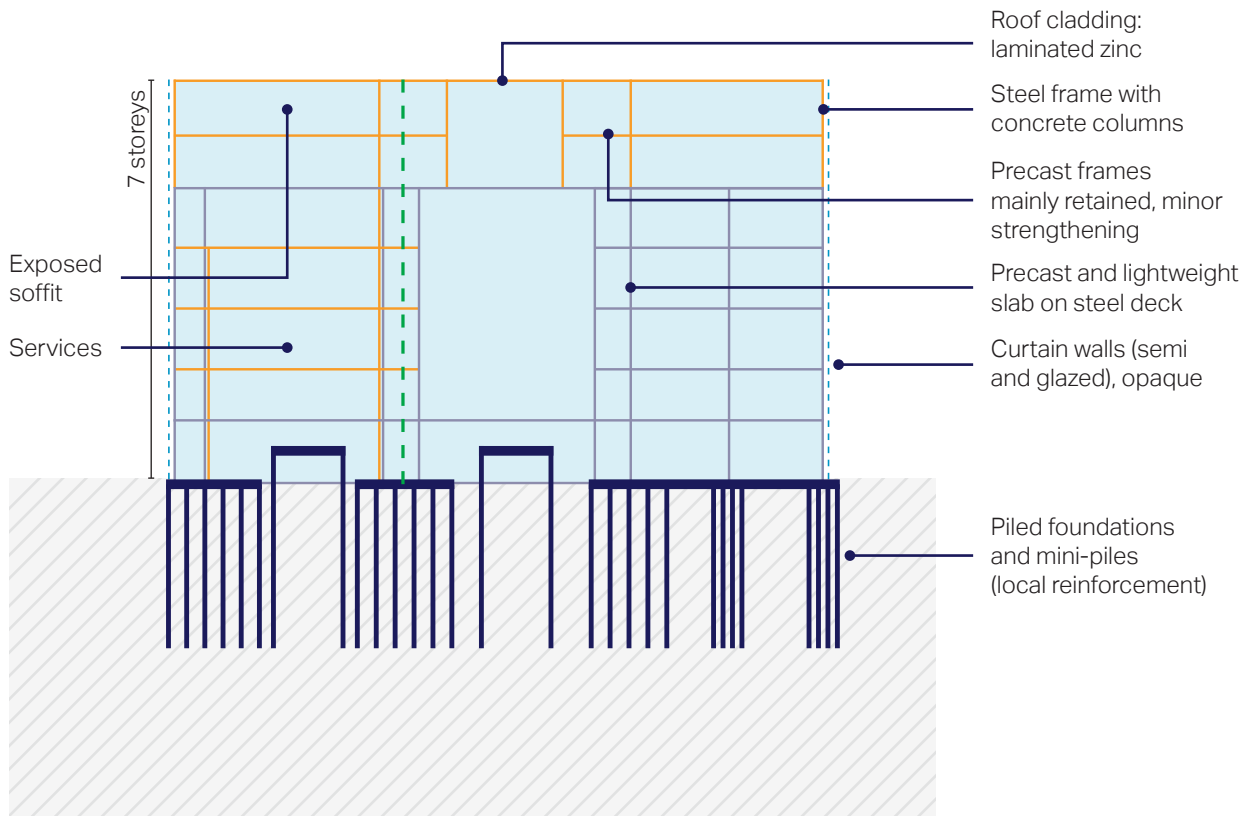 Roof cladding:
laminated zinc
Steel frame with
concrete columns
7 storeys
Precast frames
mainly retained, minor
strengthening
Exposed
soffit
Precast and lightweight
slab on steel deck
Services
Curtain walls (semi
and glazed), opaque
Piled foundations
and mini-piles
(local reinforcement)